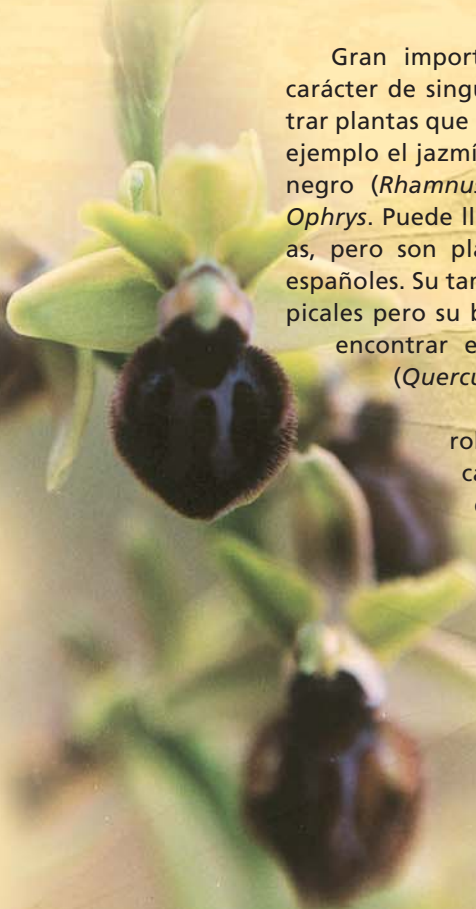 Gran import
carácter de singu
trar plantas que
ejemplo el jazmí
negro (Rhamnus
Ophrys. Puede ll
as, pero son pla
españoles. Su tar
picales pero su b
encontrar e
(Quercu
ro
ca